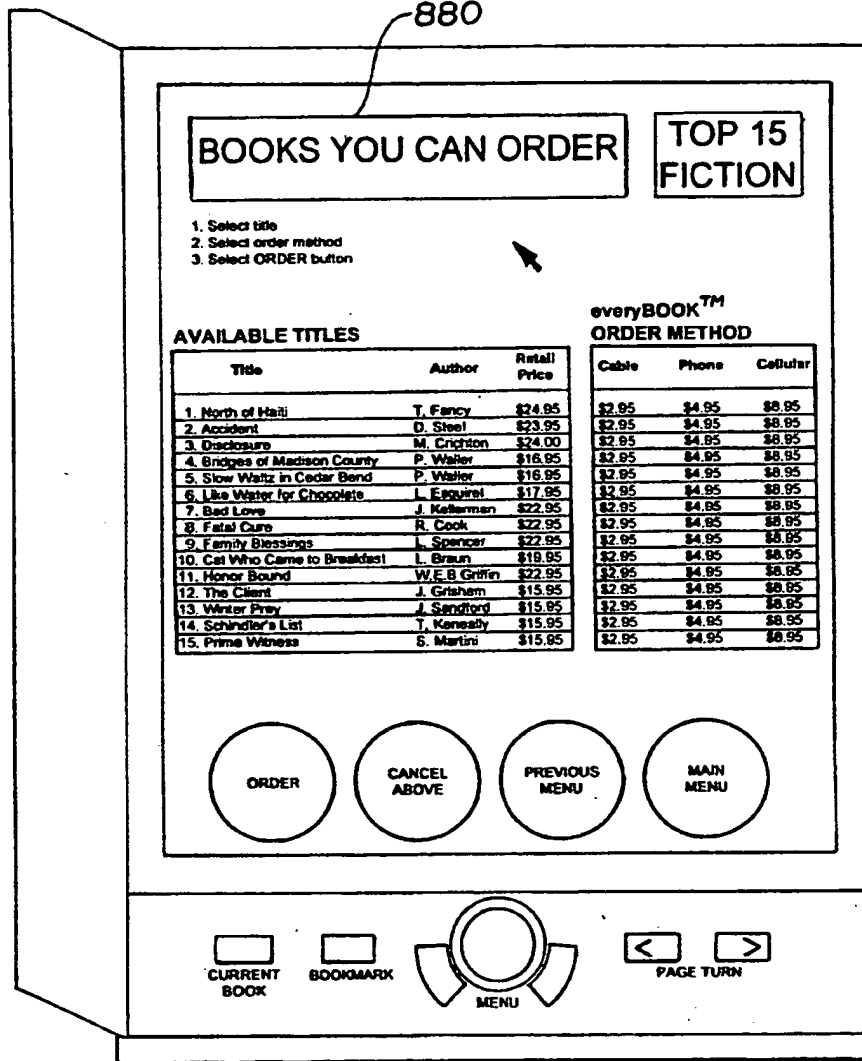 880
BOOKS YOU CAN ORDER
TOP 15
FICTION
1. Select title
2. Select order method
3. Select ORDER button
AVAILABLE TITLES
everyBOOK™
ORDER METHOD
Title Author Retail Price
Cable Phone Cellular
1. North of Haiti T. Fancy $24.95 $2.95 $4.95 $8.95
2. Accident D. Steel $23.95 $2.95 $4.95 $8.95
3. Disclosure M. Crichton $24.00 $2.95 $4.95 $8.95
4. Bridges of Madison County P. Waller $16.95 $2.95 $4.95 $8.95
5. Slow Waltz in Cedar Bend P. Waller $16.95 $2.95 $4.95 $8.95
6. Like Water for Chocolate L. Esquirel $17.95 $2.95 $4.95 $8.95
7. Bad Love J. Kellerman $22.95 $2.95 $4.95 $8.95
8. Fatal Cure R. Cook $22.95 $2.95 $4.95 $8.95
9. Family Blessings L. Spencer $22.95 $2.95 $4.95 $8.95
10. Cat Who Came to Breakfast L. Braun $19.95 $2.95 $4.95 $8.95
11. Honor Bound W.E.B Griffin $22.95 $2.95 $4.95 $8.95
12. The Client J. Grisham $15.95 $2.95 $4.95 $8.95
13. Winter Prey J. Sandford $15.95 $2.95 $4.95 $8.95
14. Schindler's List T. Keneally $15.95 $2.95 $4.95 $8.95
15. Prime Witness S. Martini $15.95 $2.95 $4.95 $8.95
ORDER
CANCEL
ABOVE
PREVIOUS
MENU
MAIN
MENU
CURRENT
BOOK
BOOKMARK
MENU
< >
PAGE TURN